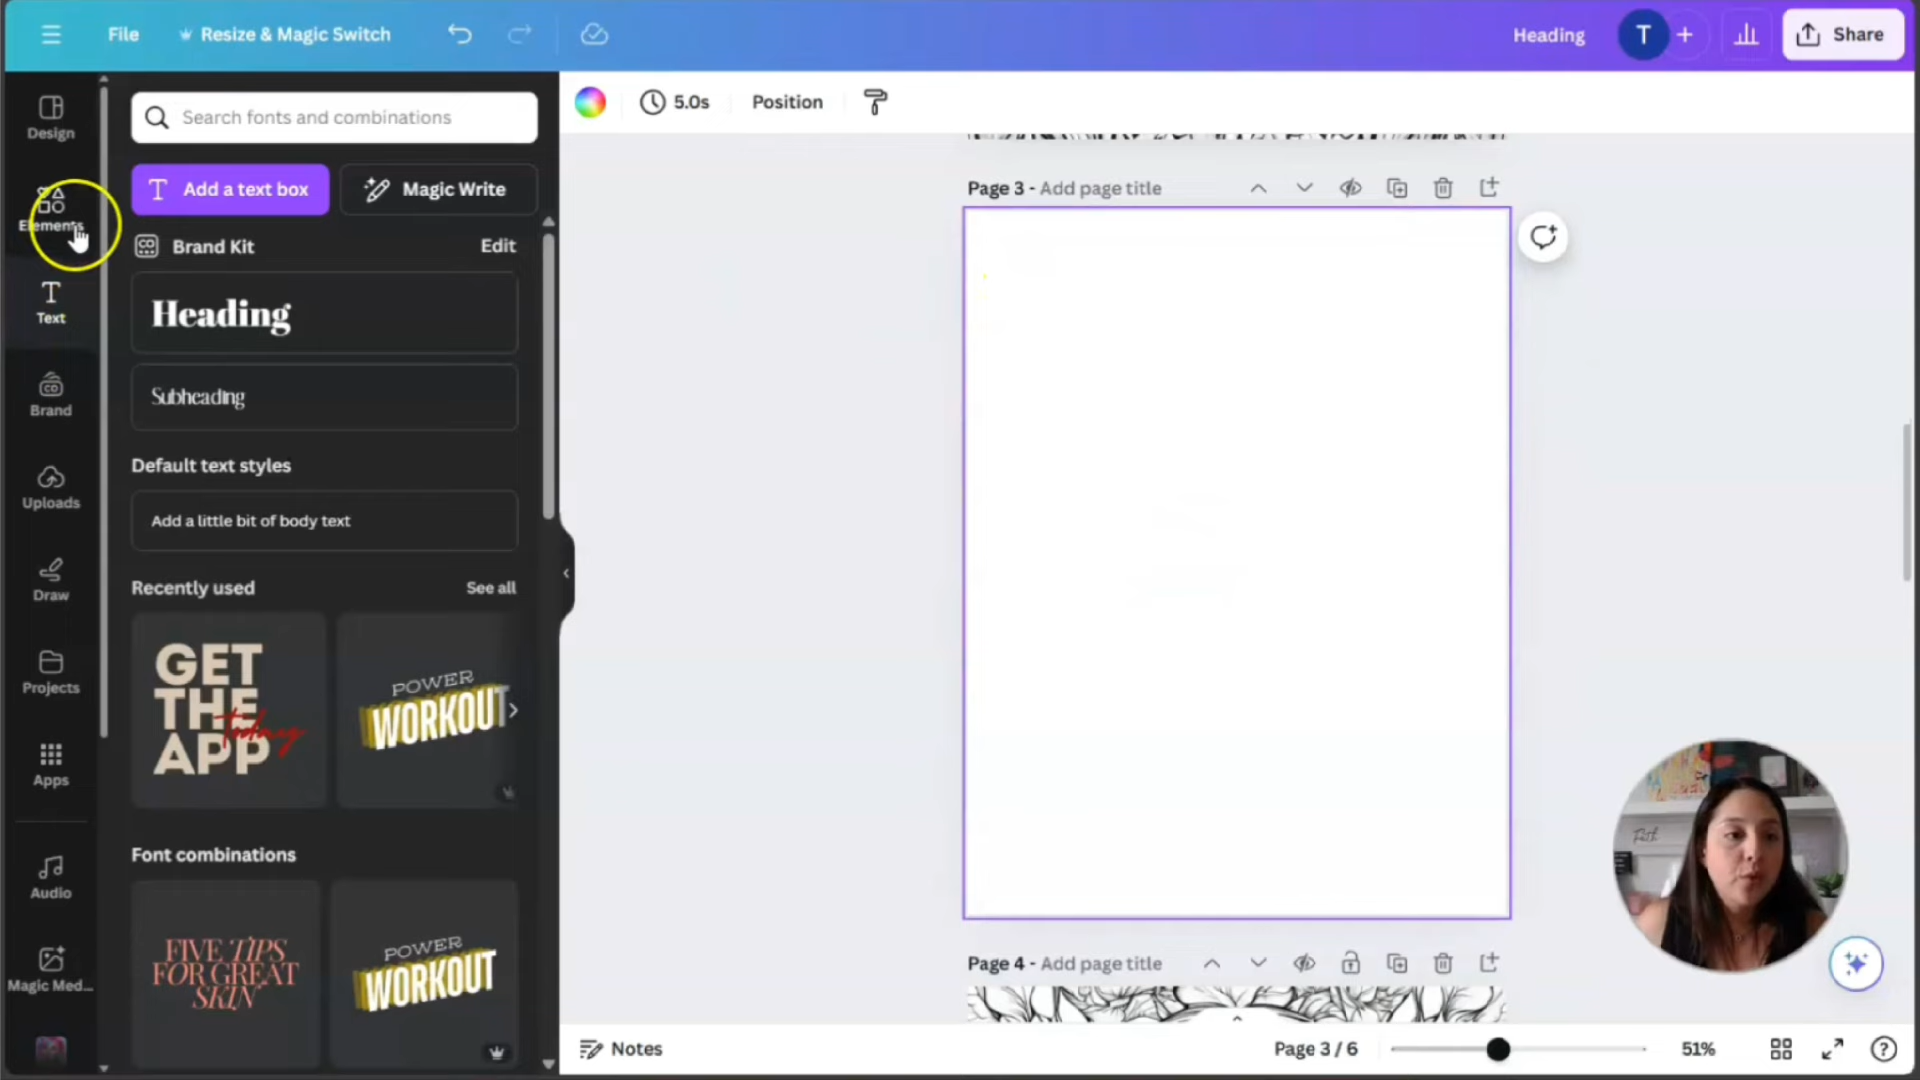 File
Resize & Magic Switch
Heading
T
Share
Design
Elements
Text
Brand
Uploads
Draw
Projects
Apps
Audio
Magic Med...
Search fonts and combinations
T Add a text box
Magic Write
Brand Kit
Edit
Heading
Subheading
Default text styles
Add a little bit of body text
Recently used
See all
GET
THE
today
APP
POWER
WORKOUT
Font combinations
FIVE TIPS
FOR GREAT
SKIN
POWER
WORKOUT
5.0s
Position
Page 3 - Add page title
Page 4 - Add page title
Notes
Page 3 / 6
51%